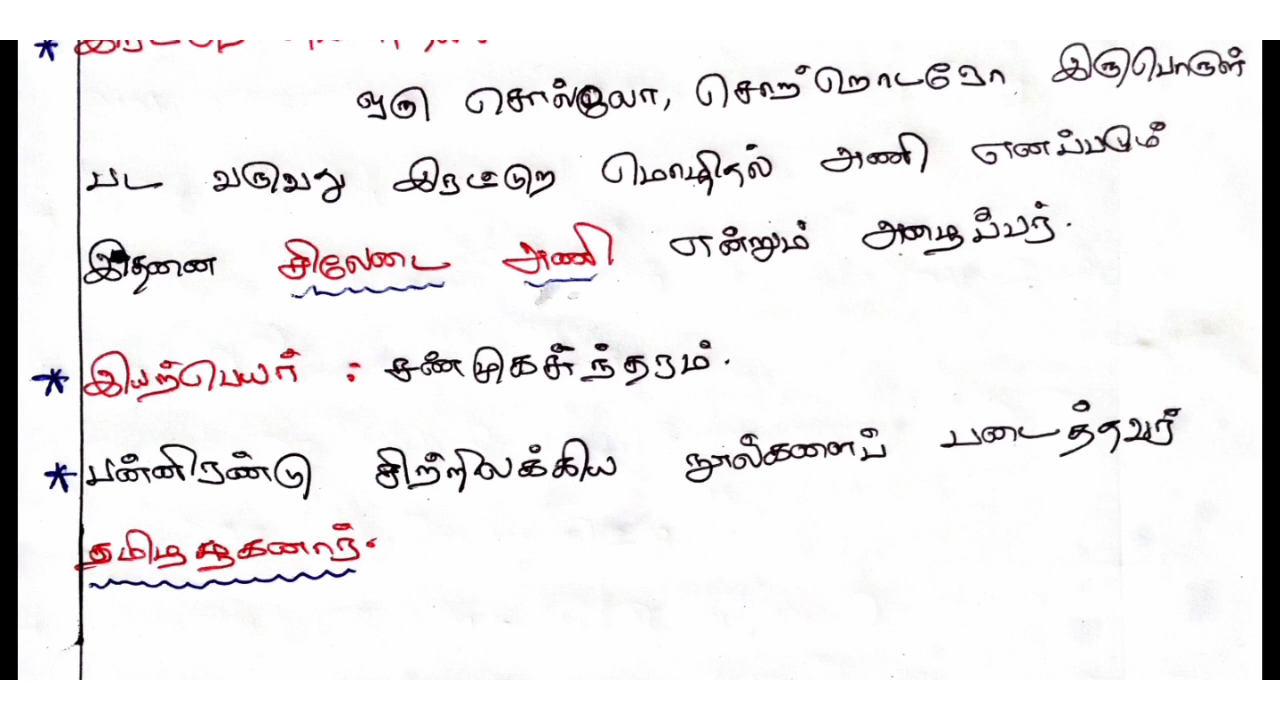 ஒரு சொல்லுலா, சொற்றொடரோ இருபொருள்
பட வருவது இரட்டுற மொழிதல் அணி எனப்படும்
இதனை சிலேடை அணி என்றும் அழைப்பர்.
* இயற்பெயர் : சண்முகசுந்தரம்.
* பன்னிரண்டு சிற்றிலக்கிய நூல்களைப் படைத்தவர்
தமிழழகனார்.